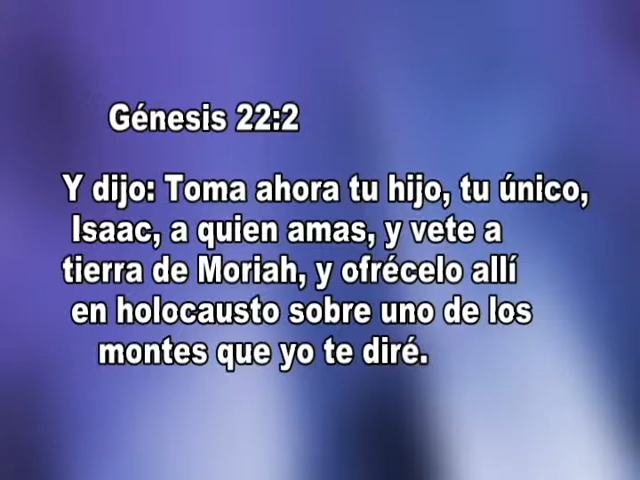 Génesis 22:2
Y dijo: Toma ahora tu hijo, tu único,
Isaac, a quien amas, y vete a
tierra de Moriah, y ofrécelo allí
en holocausto sobre uno de los
montes que yo te diré.